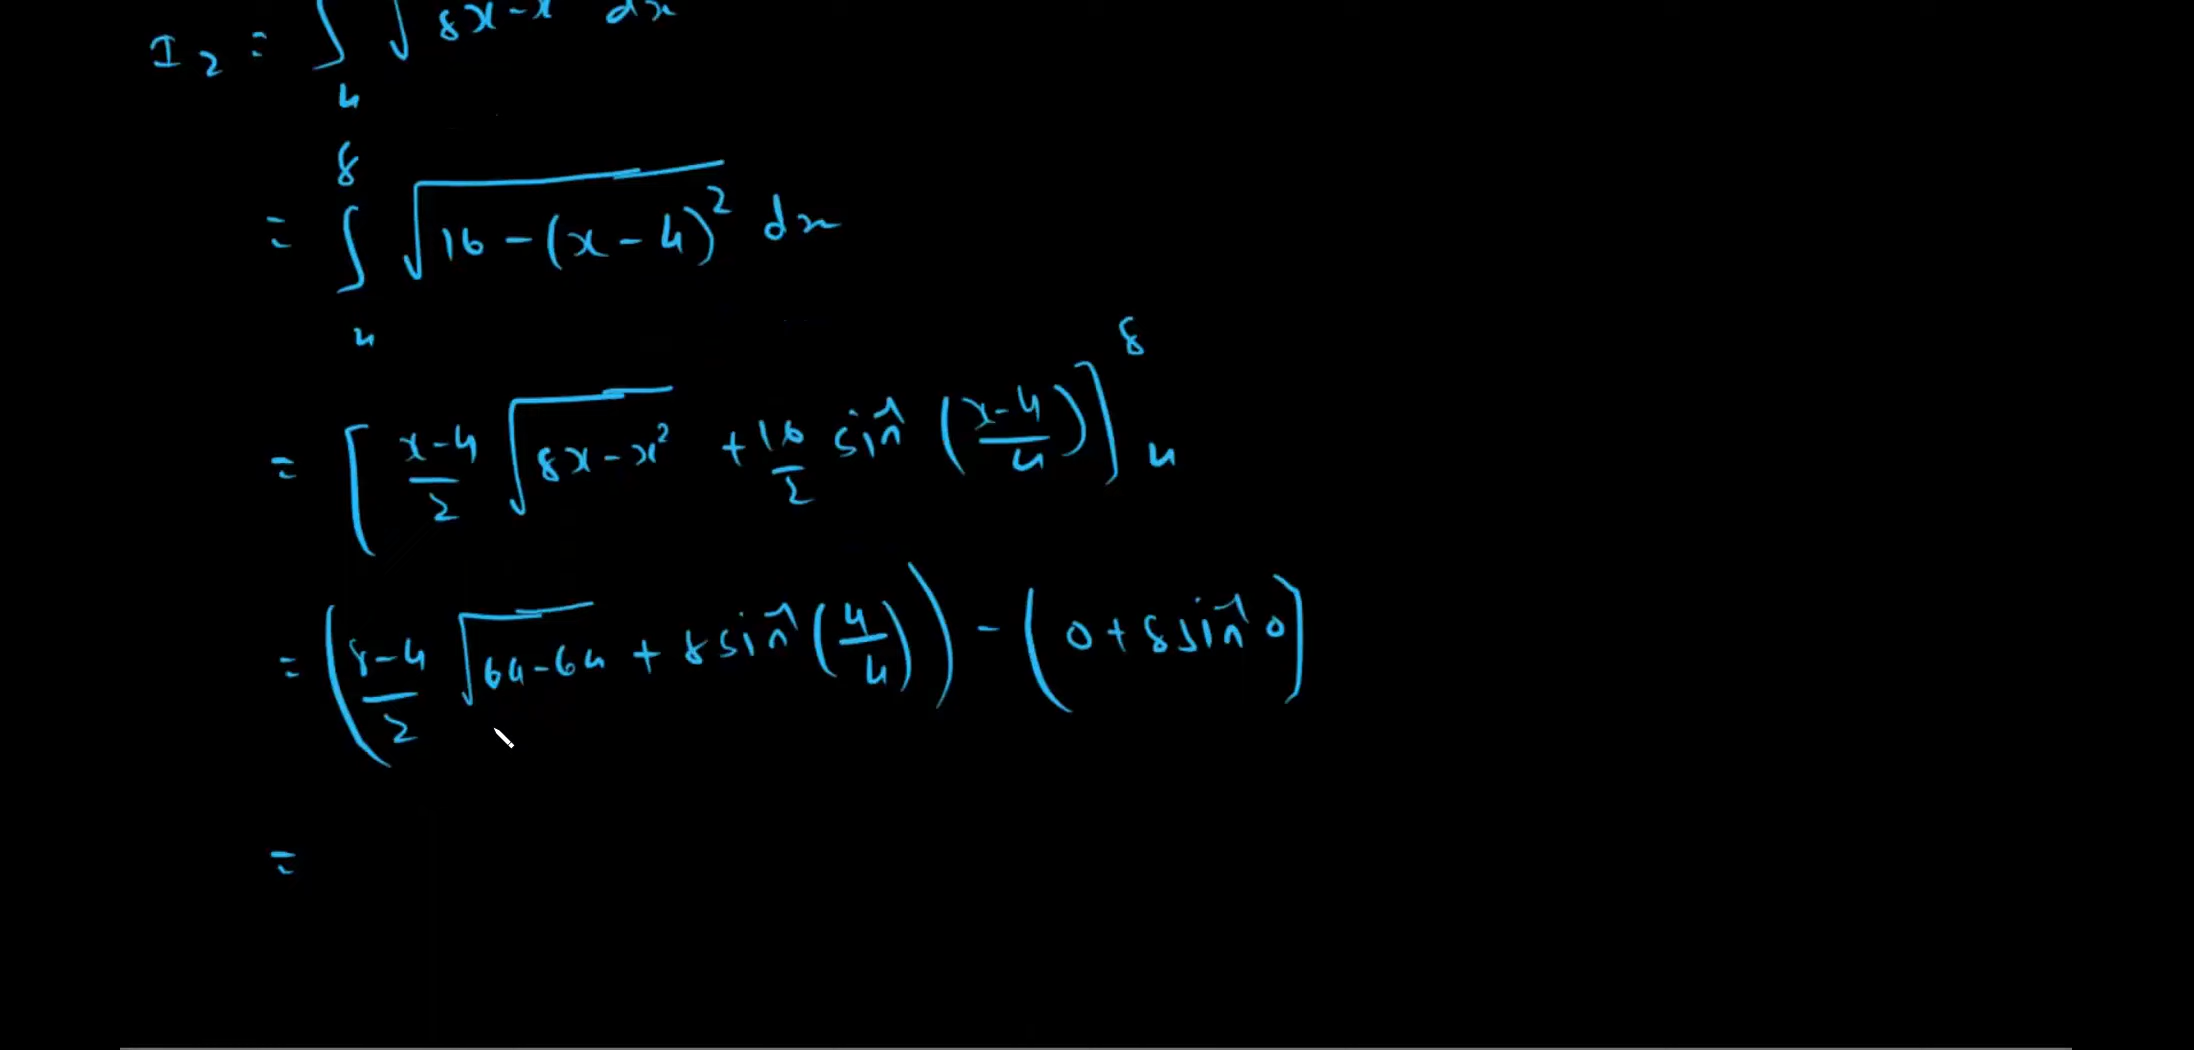 I₂ = ∫₄ √8x-x dx
= ∫₄⁸ √(16-(x-4)²) dx
= [ (x-4)/2 √(8x-x²) + 16/2 sin⁻¹ ((x-4)/4) ]₄⁸
= ( (8-4)/2 √(64-64) + 8 sin⁻¹ (4/4) ) - ( 0 + 8 sin⁻¹ 0 )
=